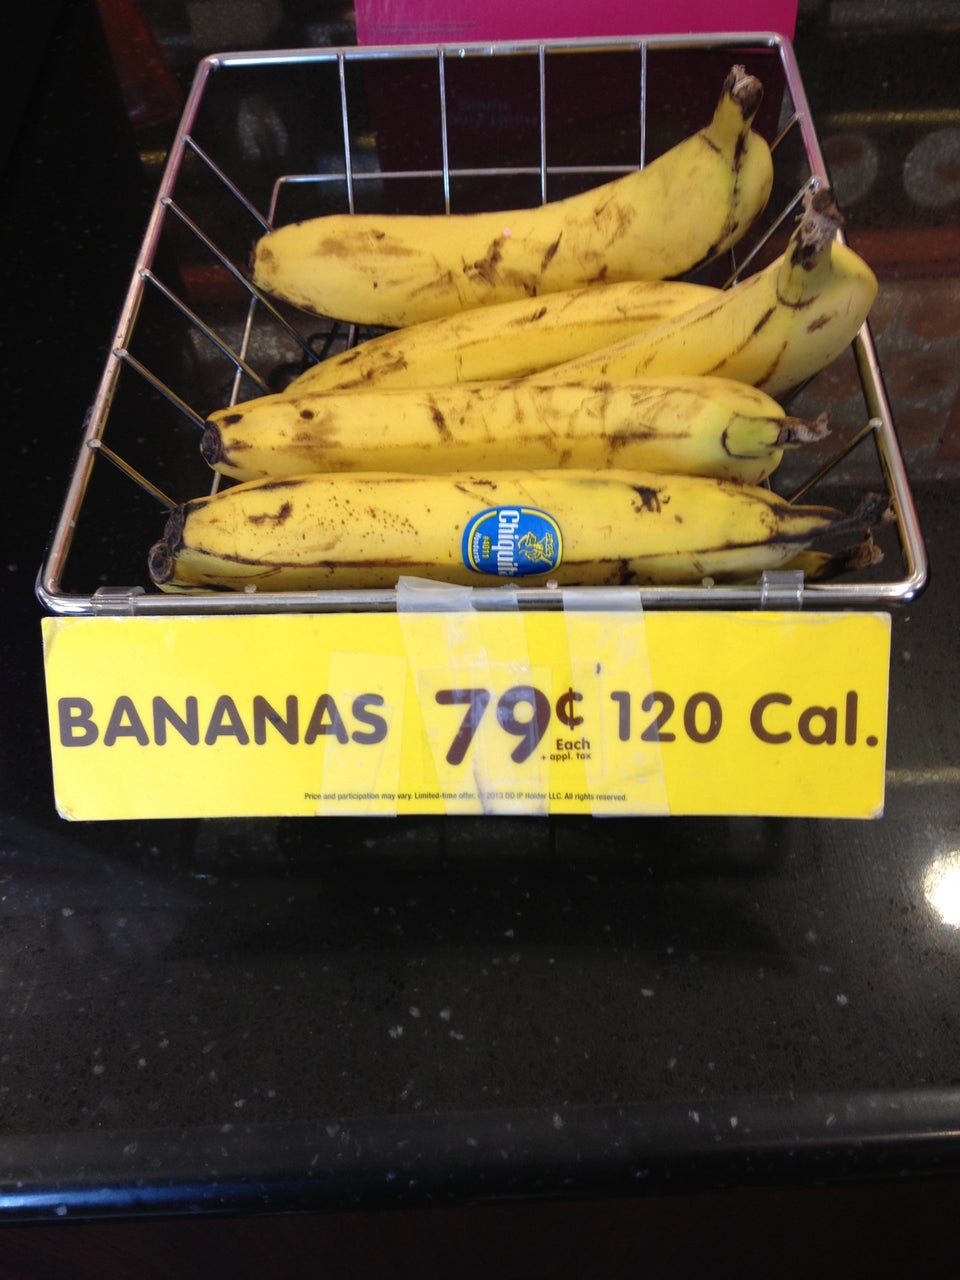 Chiquita
#4011
BANANAS 79¢ 120 Cal.
Each
+ appl. tax
Price and participation may vary. Limited-time offer. © 2013 DD IP Holder LLC. All rights reserved.